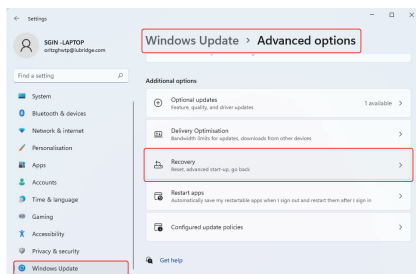 Settings
SGIN -LAPTOP
oritzghwtp@lubridge.com
Windows Update > Advanced options
Find a setting
Additional options
System
Bluetooth & devices
Network & internet
Personalisation
Apps
Accounts
Time & language
Gaming
Accessibility
Privacy & security
Windows Update
Optional updates
Feature, quality, and driver updates
1 available
Delivery Optimisation
Bandwidth limits for updates, downloads from other devices
Recovery
Reset, advanced start-up, go back
Restart apps
Automatically save my restartable apps when I sign out and restart them after I sign in
Configured update policies
Get help